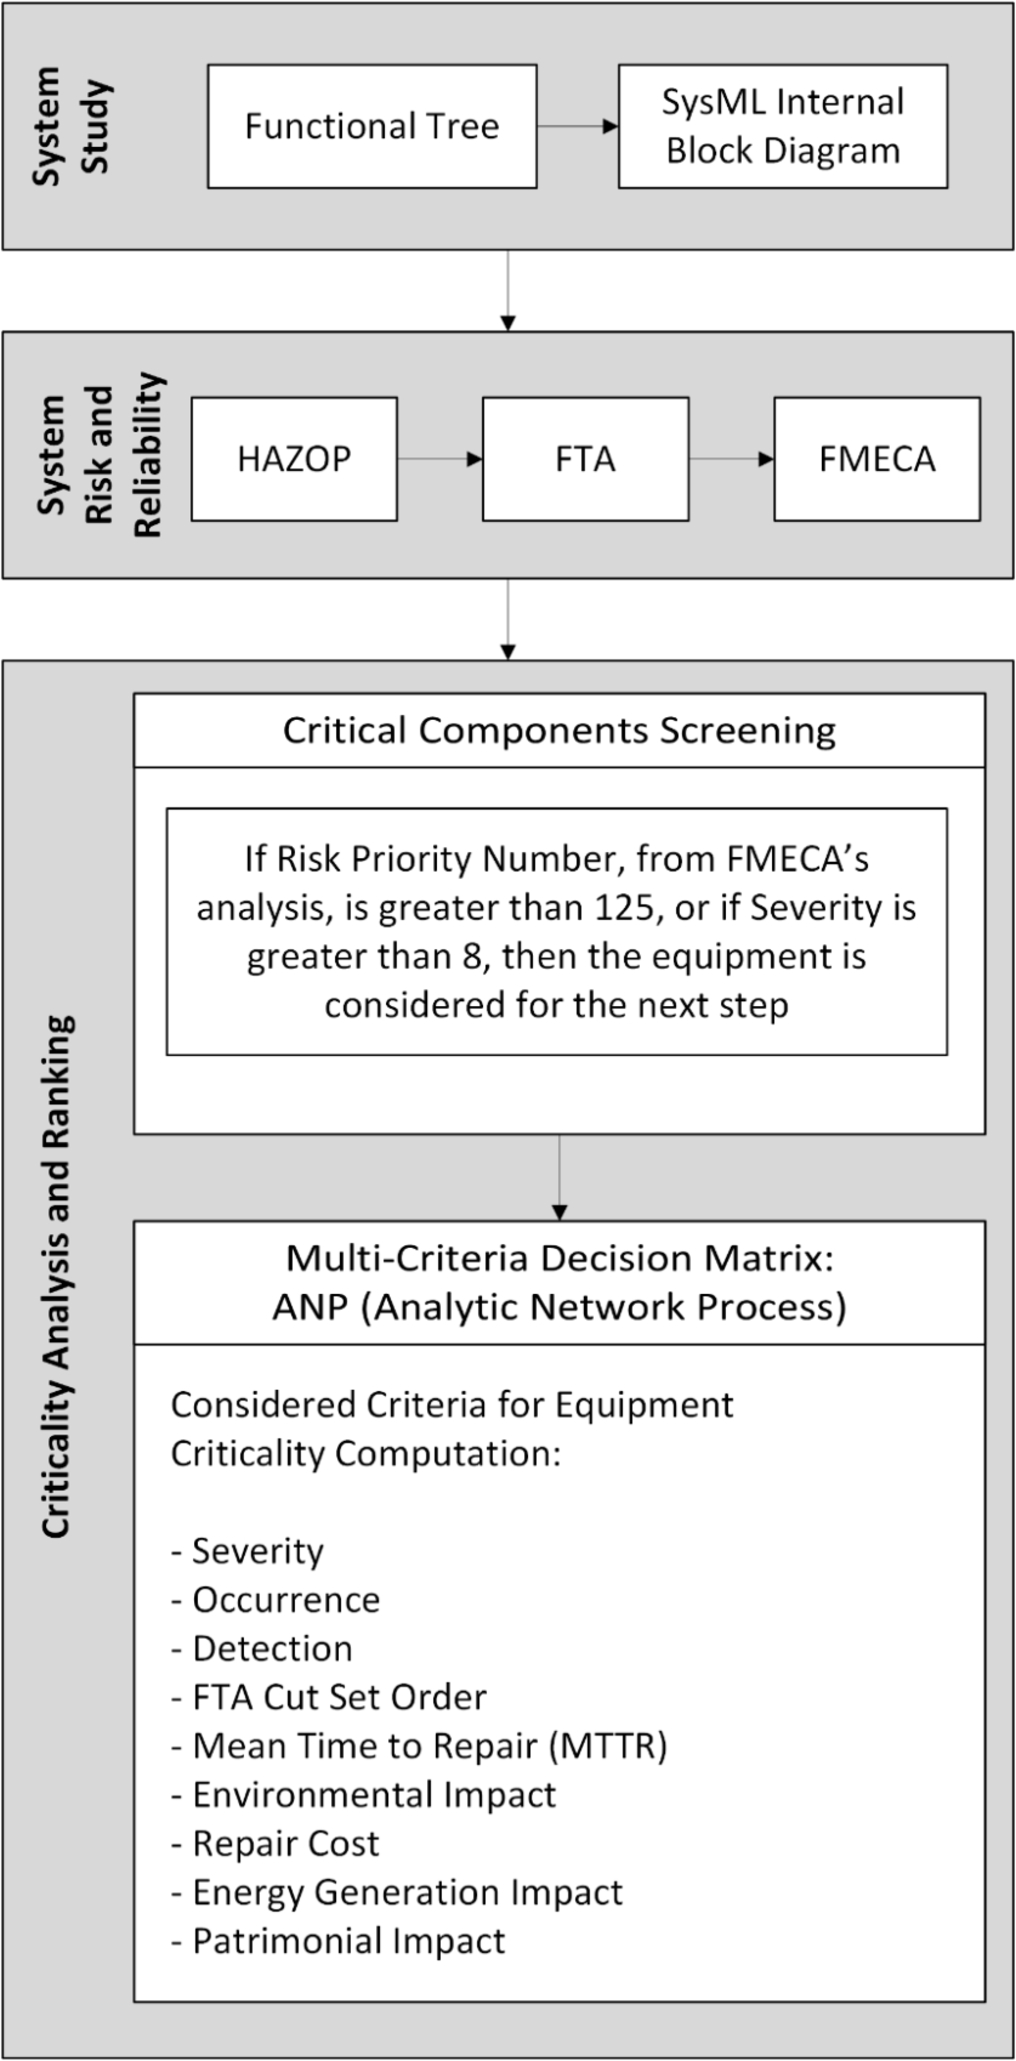 System
Study
Functional Tree
SysML Internal
Block Diagram
System
Risk and
Reliability
HAZOP
FTA
FMECA
Criticality Analysis and Ranking
Critical Components Screening
If Risk Priority Number, from FMECA’s
analysis, is greater than 125, or if Severity is
greater than 8, then the equipment is
considered for the next step
Multi-Criteria Decision Matrix:
ANP (Analytic Network Process)
Considered Criteria for Equipment
Criticality Computation:
- Severity
- Occurrence
- Detection
- FTA Cut Set Order
- Mean Time to Repair (MTTR)
- Environmental Impact
- Repair Cost
- Energy Generation Impact
- Patrimonial Impact